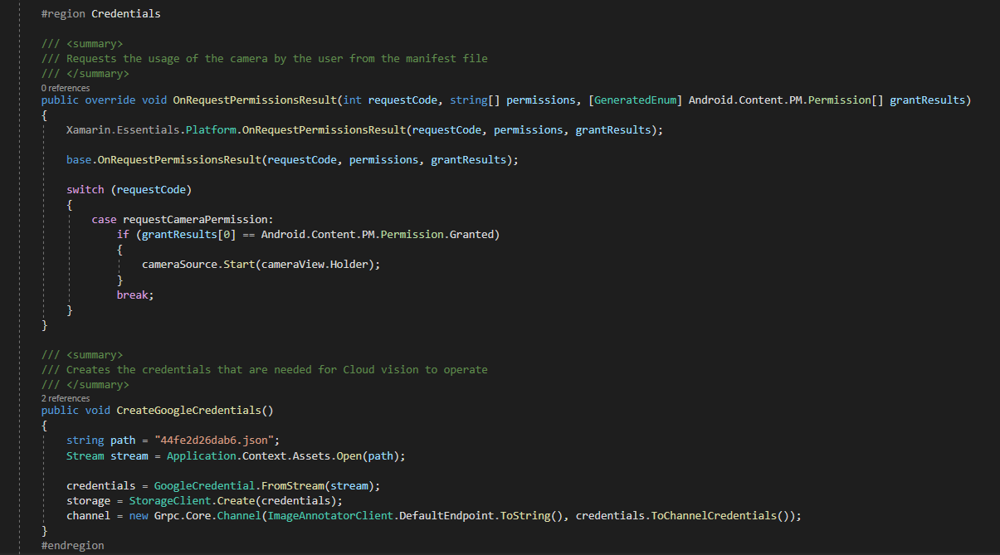 #region Credentials
/// <summary>
/// Requests the usage of the camera by the user from the manifest file
/// </summary>
0 references
public override void OnRequestPermissionsResult(int requestCode, string[] permissions, [GeneratedEnum] Android.Content.PM.Permission[] grantResults)
{
Xamarin.Essentials.Platform.OnRequestPermissionsResult(requestCode, permissions, grantResults);
base.OnRequestPermissionsResult(requestCode, permissions, grantResults);
switch (requestCode)
{
case requestCameraPermission:
if (grantResults[0] == Android.Content.PM.Permission.Granted)
{
cameraSource.Start(cameraView.Holder);
}
break;
}
}
/// <summary>
/// Creates the credentials that are needed for Cloud vision to operate
/// </summary>
2 references
public void CreateGoogleCredentials()
{
string path = "44fe2d26dab6.json";
Stream stream = Application.Context.Assets.Open(path);
credentials = GoogleCredential.FromStream(stream);
storage = StorageClient.Create(credentials);
channel = new Grpc.Core.Channel(ImageAnnotatorClient.DefaultEndpoint.ToString(), credentials.ToChannelCredentials());
}
#endregion